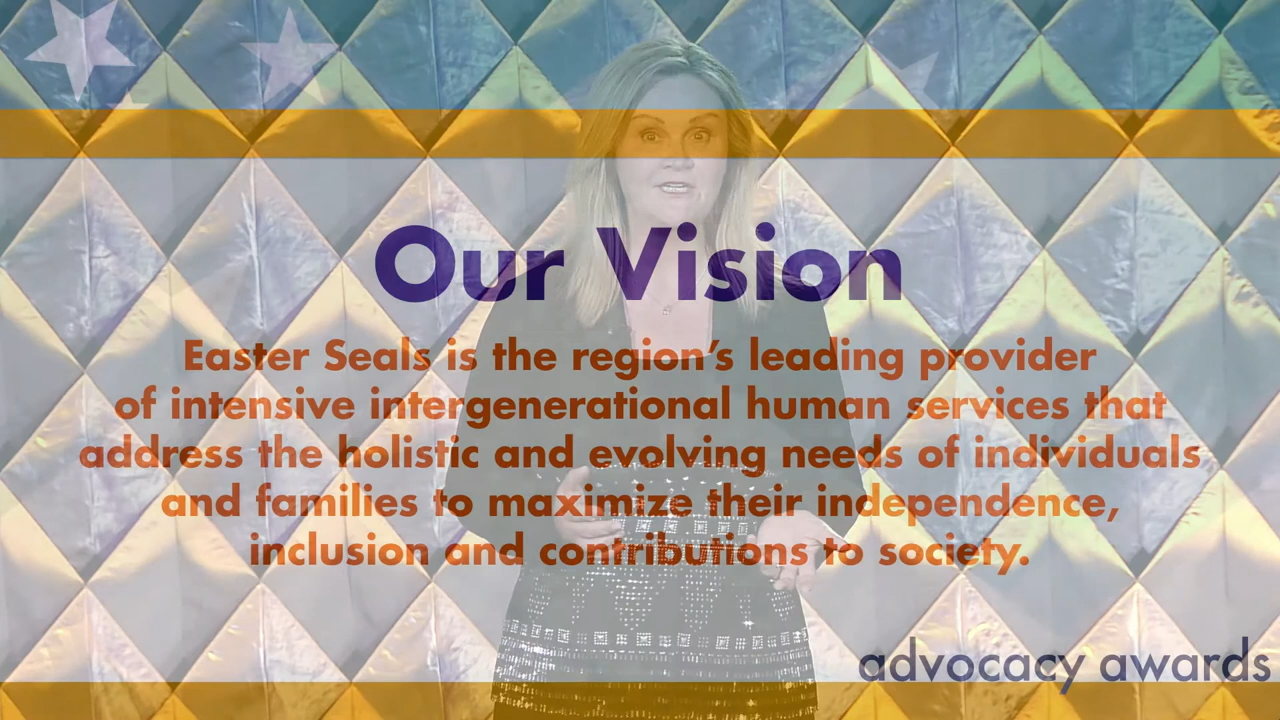 Our Vision
Easter Seals is the region's leading provider
of intensive intergenerational human services that
address the holistic and evolving needs of individuals
and families to maximize their independence,
inclusion and contributions to society.
advocacy awards